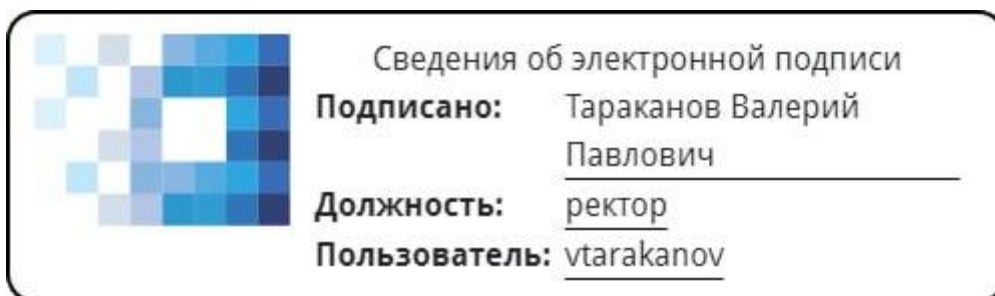 Сведения об электронной подписи
Подписано: Тараканов Валерий
Павлович
Должность: ректор
Пользователь: vtarakanov